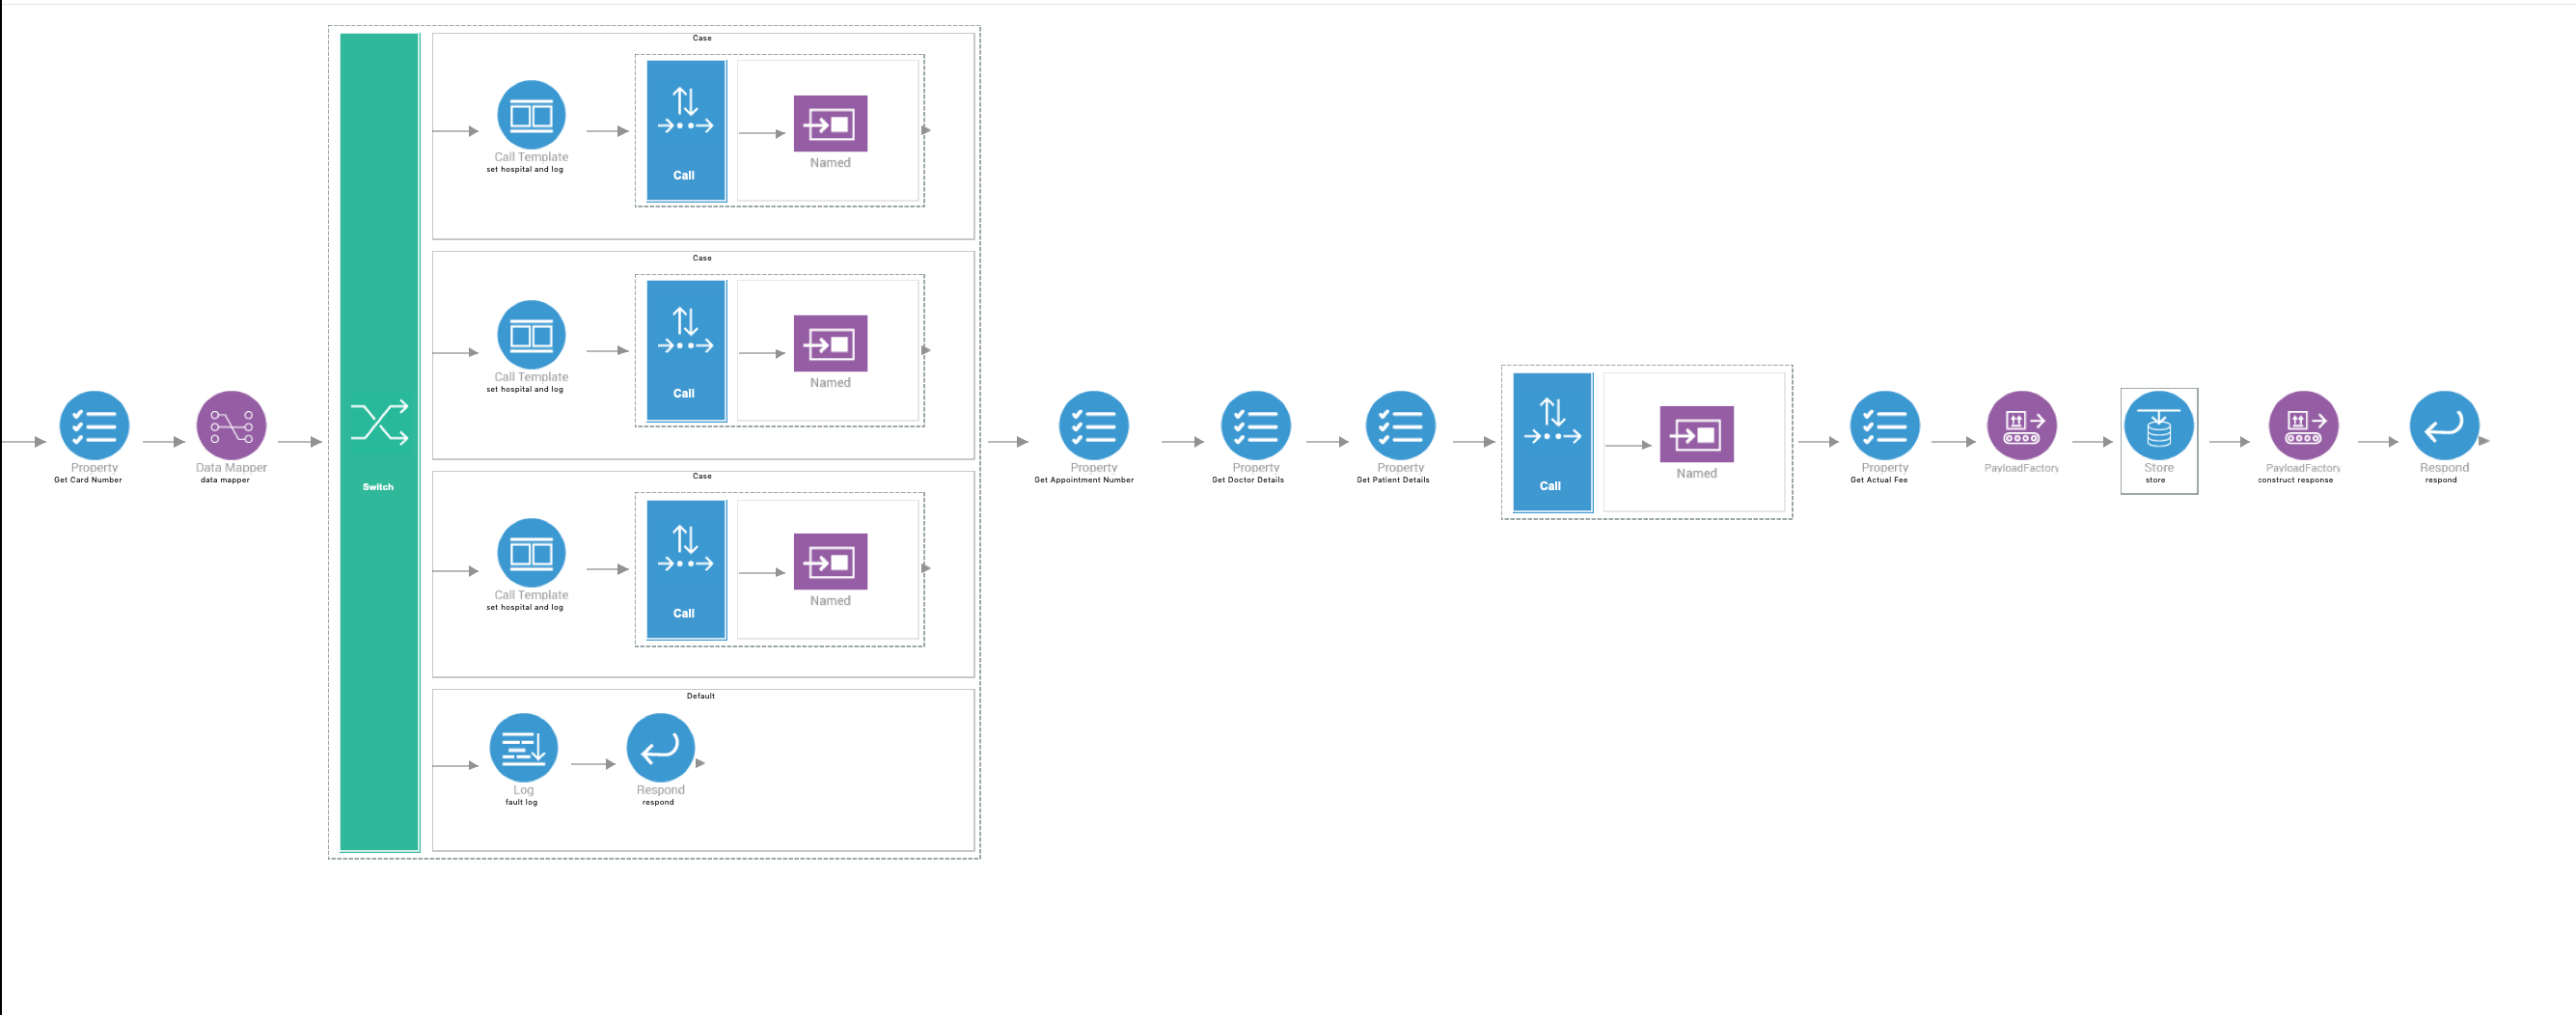 Property
Get Card Number
Data Mapper
data mapper
Switch
Case
Call Template
set hospital and log
Call
Named
Case
Call Template
set hospital and log
Call
Named
Case
Call Template
set hospital and log
Call
Named
Default
Log
fault log
Respond
respond
Property
Get Appointment Number
Property
Get Doctor Details
Property
Get Patient Details
Call
Named
Property
Get Actual Fee
PayloadFactory
Store
store
PayloadFactory
construct response
Respond
respond